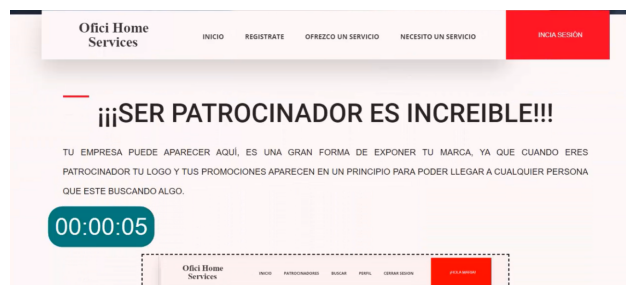 Ofici Home
Services
INICIO REGISTRATE OFREZCO UN SERVICIO NECESITO UN SERVICIO INCIA SESIÓN
¡¡¡SER PATROCINADOR ES INCREIBLE!!!
TU EMPRESA PUEDE APARECER AQUÍ, ES UNA GRAN FORMA DE EXPONER TU MARCA, YA QUE CUANDO ERES
PATROCINADOR TU LOGO Y TUS PROMOCIONES APARECEN EN UN PRINCIPIO PARA PODER LLEGAR A CUALQUIER PERSONA
QUE ESTE BUSCANDO ALGO.
00:00:05
Ofici Home
Services
INICIO PATROCINADORES BUSCAR PERFIL CERRAR SESION